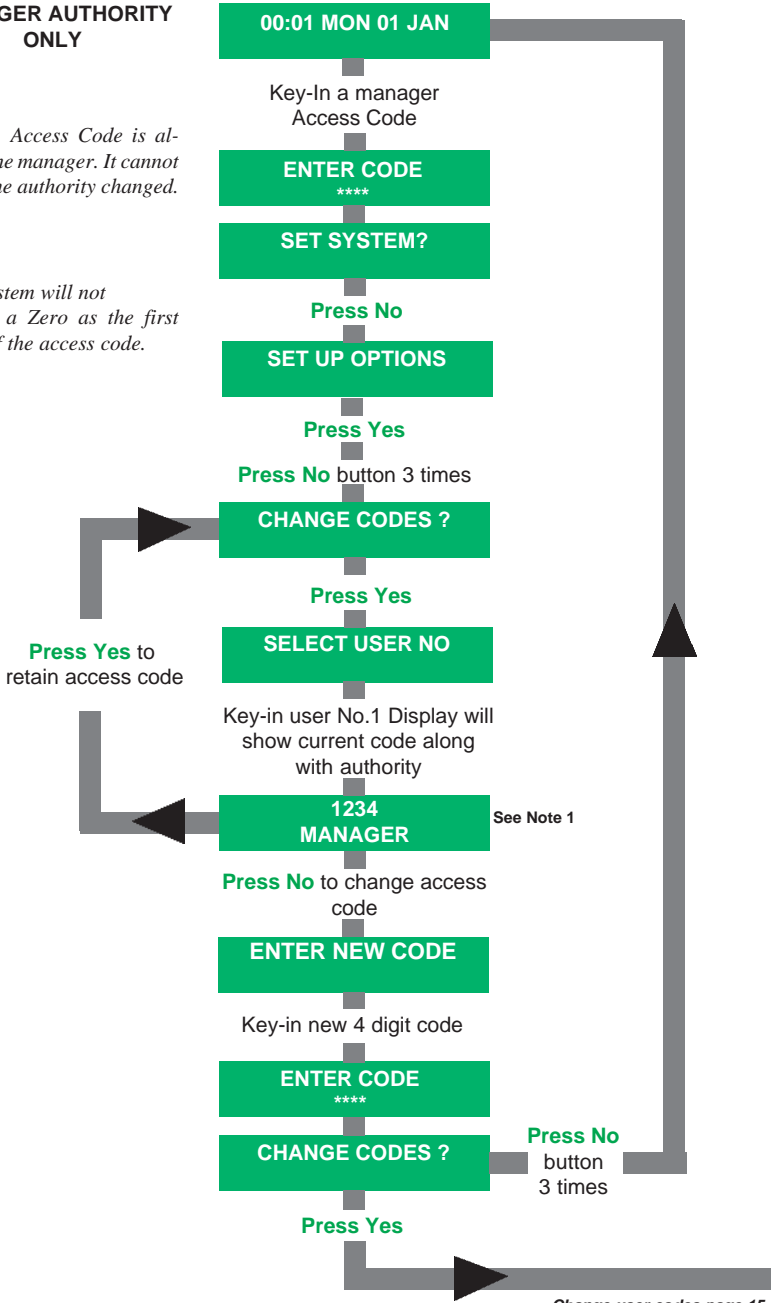 GER AUTHORITY
ONLY
Access Code is al-
he manager. It cannot
he authority changed.
stem will not
a Zero as the first
f the access code.
00:01 MON 01 JAN
Key-In a manager
Access Code
ENTER CODE
****
SET SYSTEM?
Press No
SET UP OPTIONS
Press Yes
Press No button 3 times
CHANGE CODES ?
Press Yes
Press Yes to
retain access code
SELECT USER NO
Key-in user No.1 Display will
show current code along
with authority
1234
MANAGER
See Note 1
Press No to change access
code
ENTER NEW CODE
Key-in new 4 digit code
ENTER CODE
****
CHANGE CODES ?
Press No
button
3 times
Press Yes
Change user codes page 15